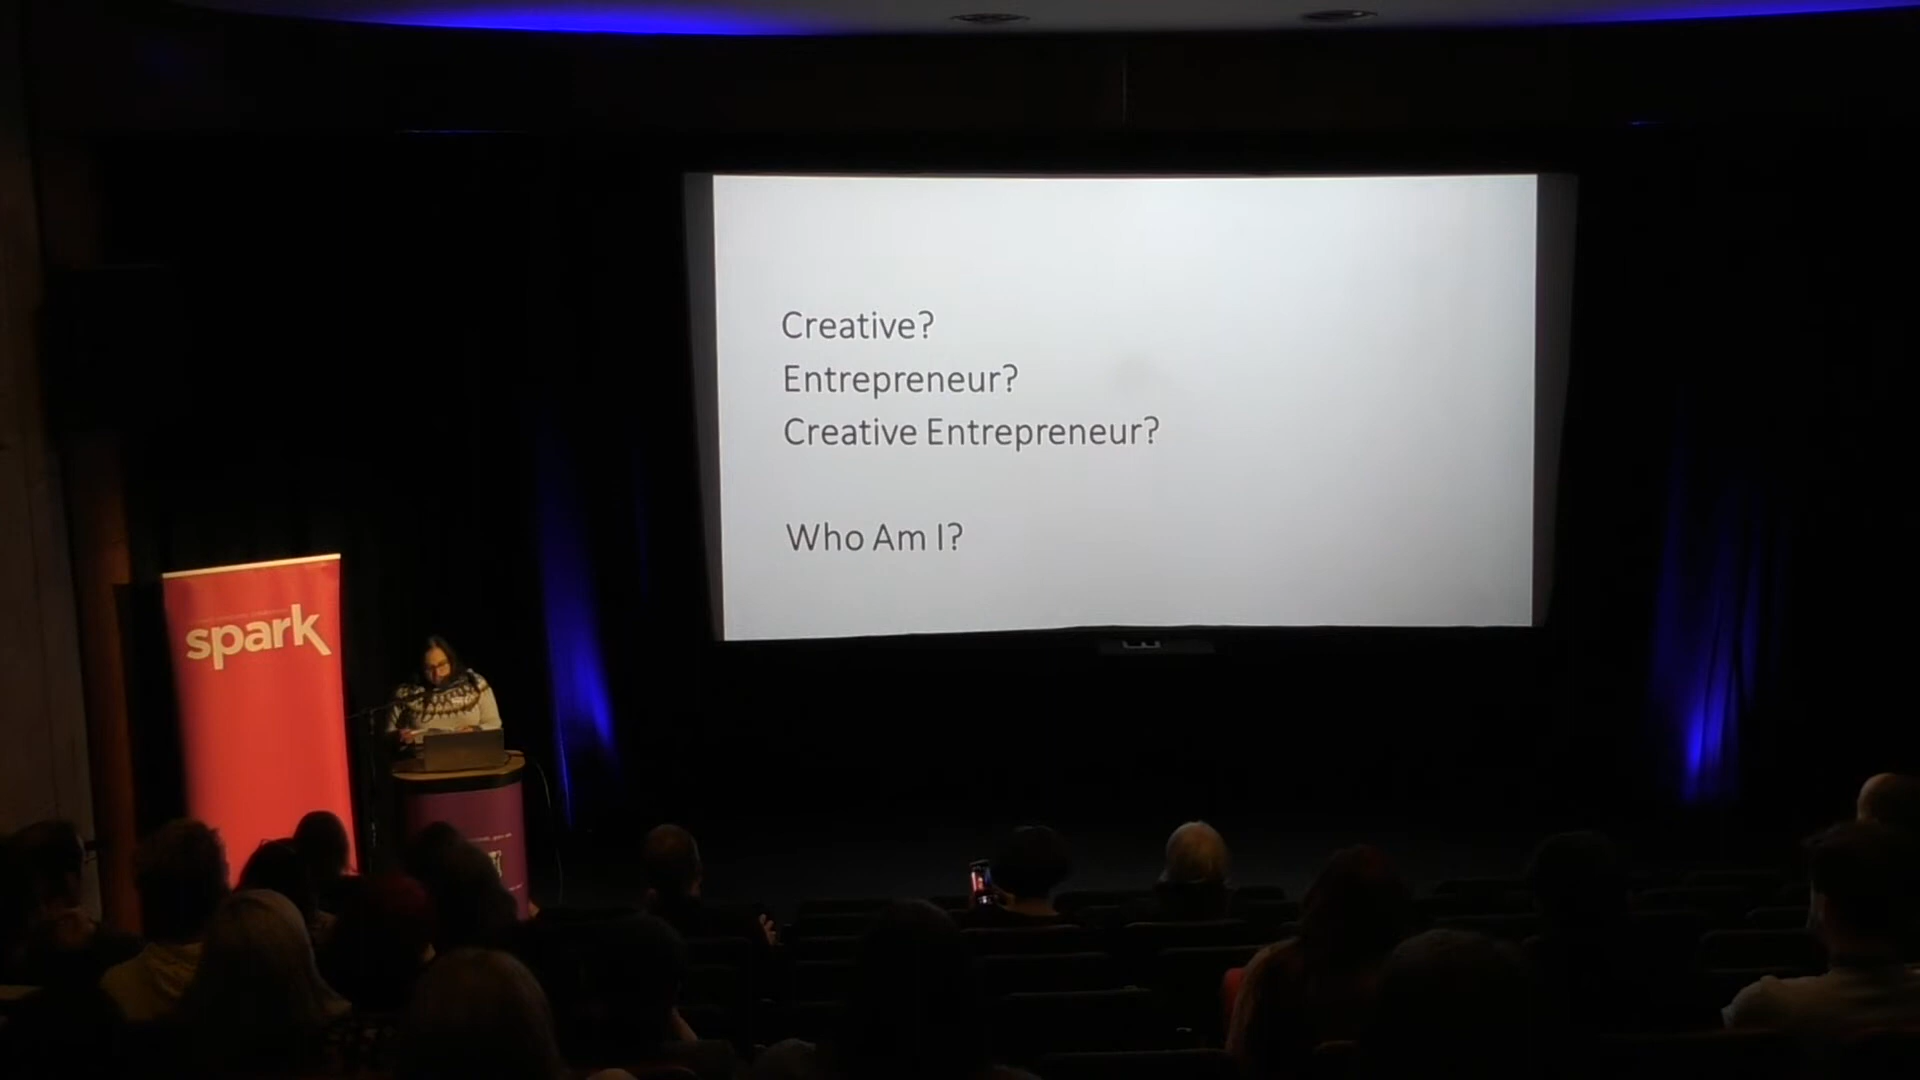 Creative?
Entrepreneur?
Creative Entrepreneur?
Who Am I?
spark